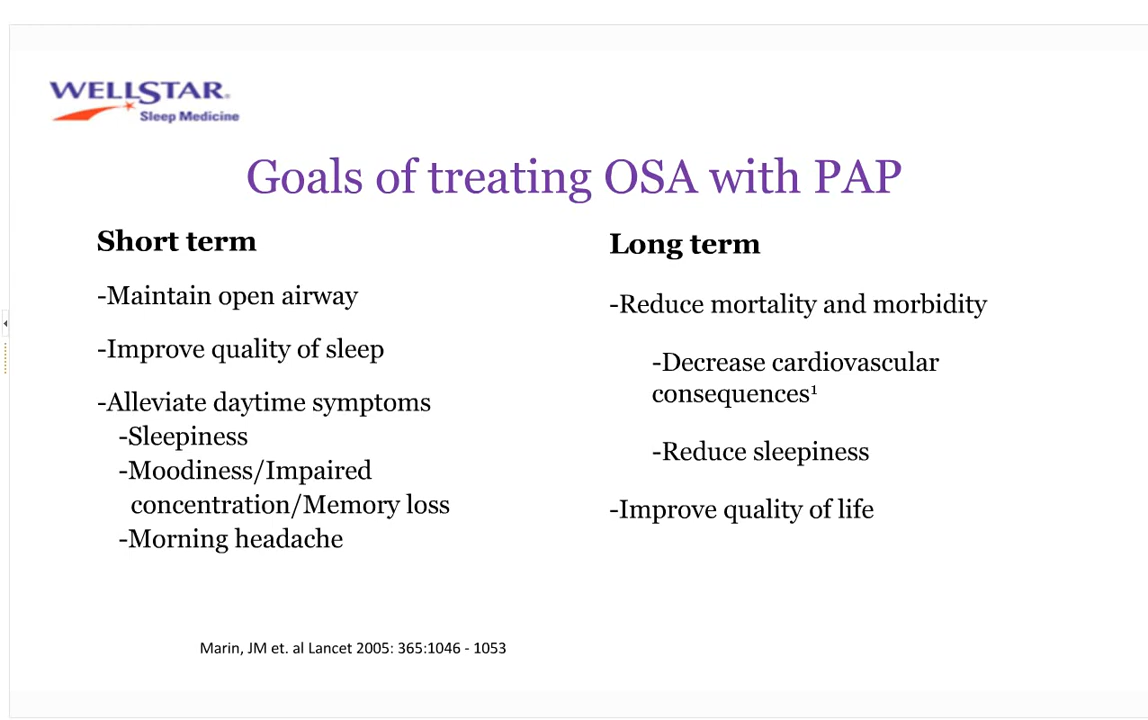 WELLSTAR®
Sleep Medicine
Goals of treating OSA with PAP
Short term
-Maintain open airway
-Improve quality of sleep
-Alleviate daytime symptoms
-Sleepiness
-Moodiness/Impaired
concentration/Memory loss
-Morning headache
Long term
-Reduce mortality and morbidity
-Decrease cardiovascular
consequences¹
-Reduce sleepiness
-Improve quality of life
Marin, JM et. al Lancet 2005: 365:1046 - 1053